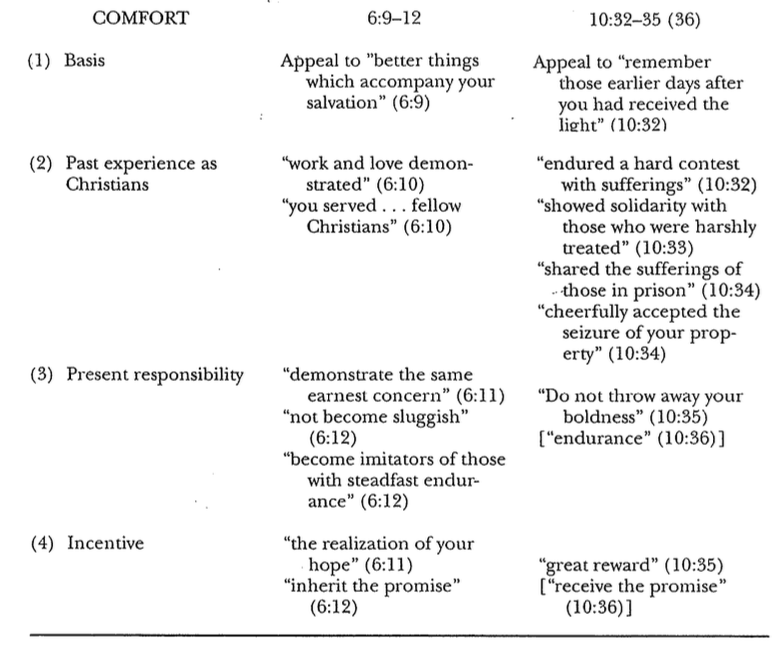 COMFORT 6:9–12 10:32–35 (36)
(1) Basis Appeal to "better things Appeal to “remember
which accompany your those earlier days after
salvation” (6:9) you had received the
light” (10:32)
(2) Past experience as “work and love demon- “endured a hard contest
Christians strated” (6:10) with sufferings” (10:32)
“you served . . . fellow “showed solidarity with
Christians” (6:10) those who were harshly
treated” (10:33)
“shared the sufferings of
those in prison” (10:34)
“cheerfully accepted the
seizure of your prop-
erty” (10:34)
(3) Present responsibility “demonstrate the same
earnest concern” (6:11) “Do not throw away your
“not become sluggish” boldness” (10:35)
(6:12) [“endurance” (10:36)]
“become imitators of those
with steadfast endur-
ance” (6:12)
(4) Incentive “the realization of your
hope” (6:11) “great reward” (10:35)
“inherit the promise” [“receive the promise”
(6:12) (10:36)]